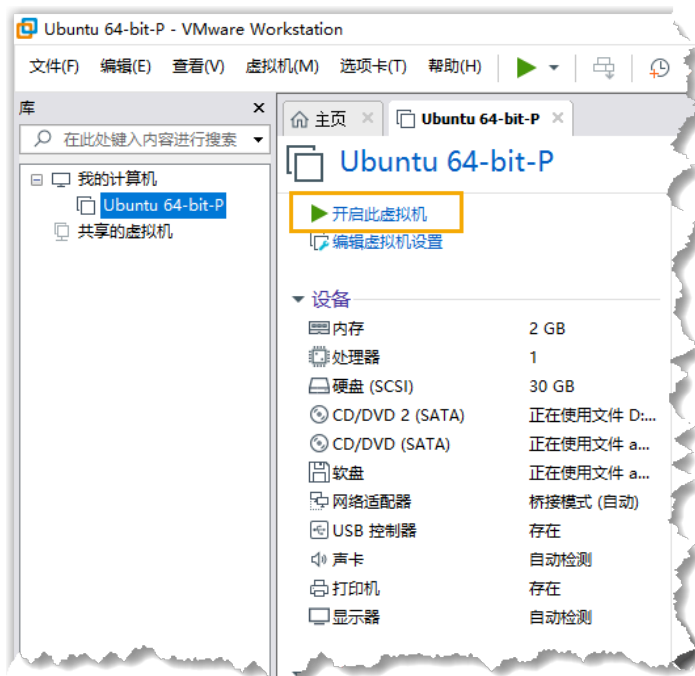 Ubuntu 64-bit-P - VMware Workstation
文件(F) 编辑(E) 查看(V) 虚拟机(M) 选项卡(T) 帮助(H)
库
在此处键入内容进行搜索
我的计算机
Ubuntu 64-bit-P
共享的虚拟机
主页 Ubuntu 64-bit-P
Ubuntu 64-bit-P
开启此虚拟机
编辑虚拟机设置
设备
内存 2 GB
处理器 1
硬盘 (SCSI) 30 GB
CD/DVD 2 (SATA) 正在使用文件 D:...
CD/DVD (SATA) 正在使用文件 a...
软盘 正在使用文件 a...
网络适配器 桥接模式 (自动)
USB 控制器 存在
声卡 自动检测
打印机 存在
显示器 自动检测